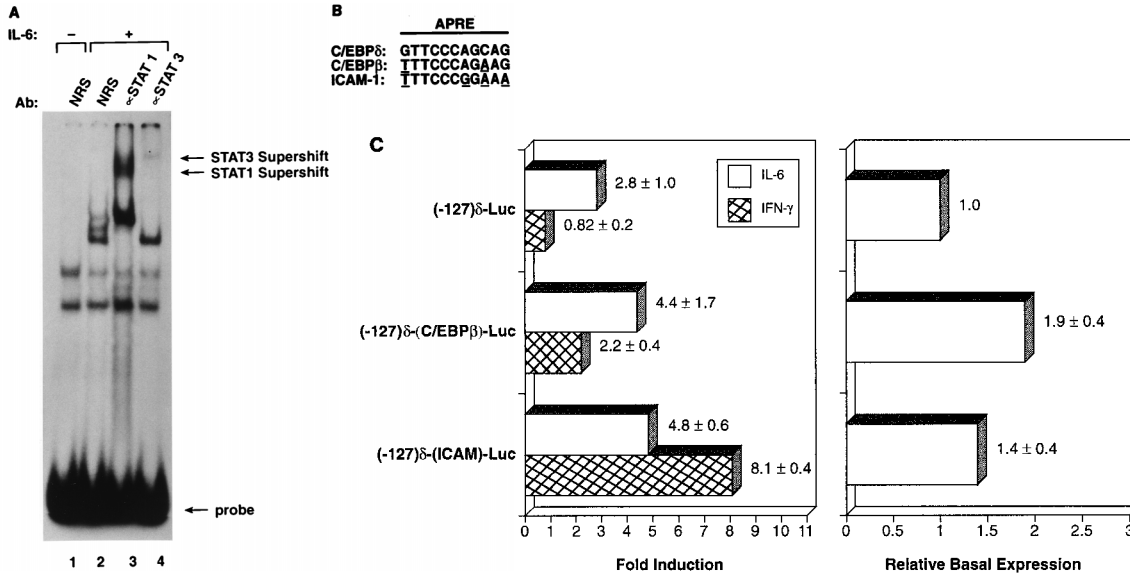 A
IL-6: – +
Ab: NRS NRS ∝STAT 1 ∝STAT 3
STAT3 Supershift
STAT1 Supershift
probe
1 2 3 4
B
APRE
C/EBPδ: GTTCCCAGCAG
C/EBPβ: TTTCCCAGAAG
ICAM-1: TTTCCCGGAAA
C
IL-6
IFN-γ
(-127)δ-Luc
2.8 ± 1.0
0.82 ± 0.2
(-127)δ-(C/EBPβ)-Luc
4.4 ± 1.7
2.2 ± 0.4
(-127)δ-(ICAM)-Luc
4.8 ± 0.6
8.1 ± 0.4
0 1 2 3 4 5 6 7 8 9 10 11
Fold Induction
1.0
1.9 ± 0.4
1.4 ± 0.4
0 0.5 1 1.5 2 2.5 3
Relative Basal Expression